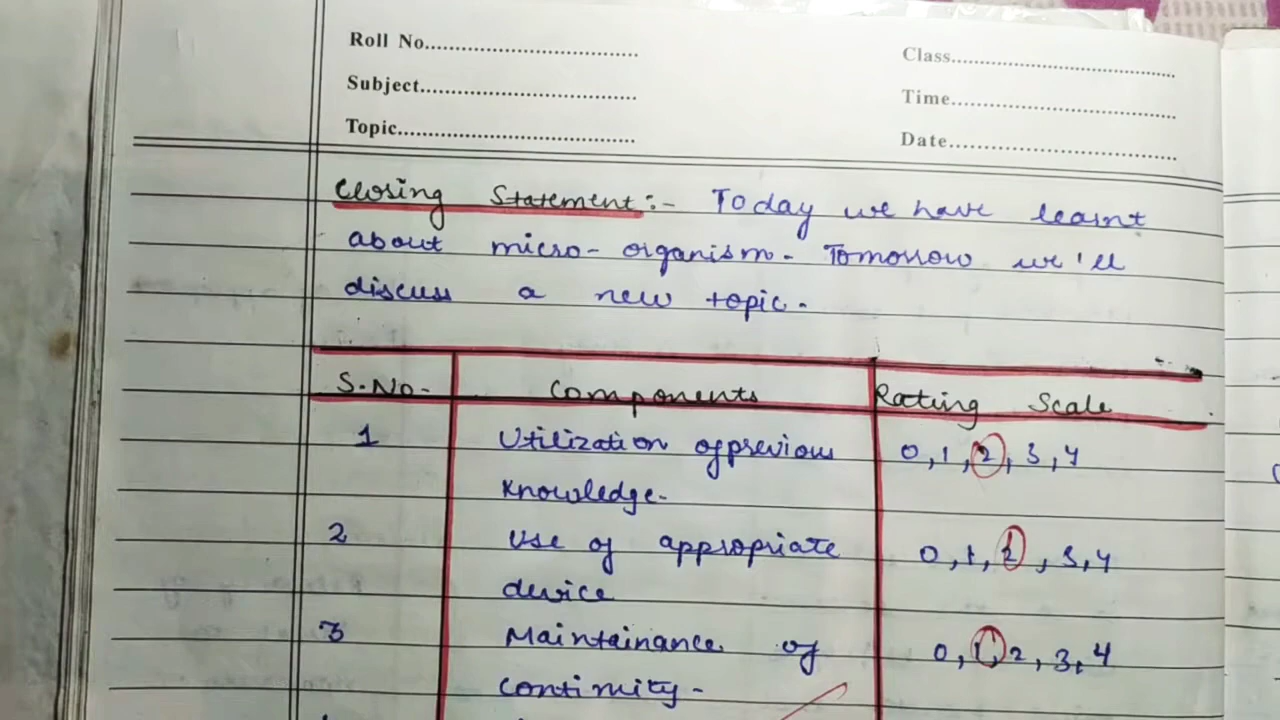 Roll No.......................................
Class..........................................
Subject.......................................
Time...........................................
Topic..........................................
Date...........................................
Closing Statement:- Today we have learnt
about micro-organism. Tomorrow we'll
discuss a new topic.
S.No. Components Rating Scale
1 Utilization of previous 0,1,2,3,4
Knowledge.
2 Use of appropriate 0,1,2,3,4
device
3 Maintainance of 0,1,2,3,4
continity.